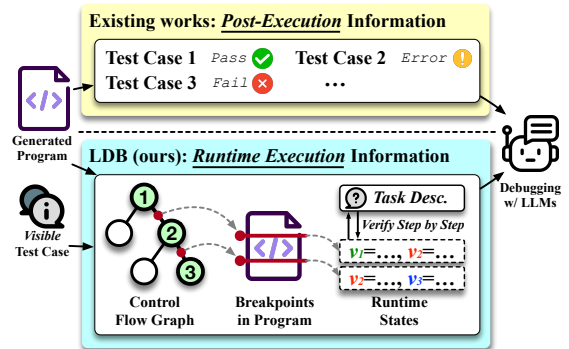 Existing works: Post-Execution Information
Test Case 1 Pass Test Case 2 Error
Test Case 3 Fail ...
Generated
Program
LDB (ours): Runtime Execution Information
Visible
Test Case
1
2
3
Task Desc.
Verify Step by Step
v1=..., v2=...
v2=..., v3=...
Control
Flow Graph
Breakpoints
in Program
Runtime
States
Debugging
w/ LLMs